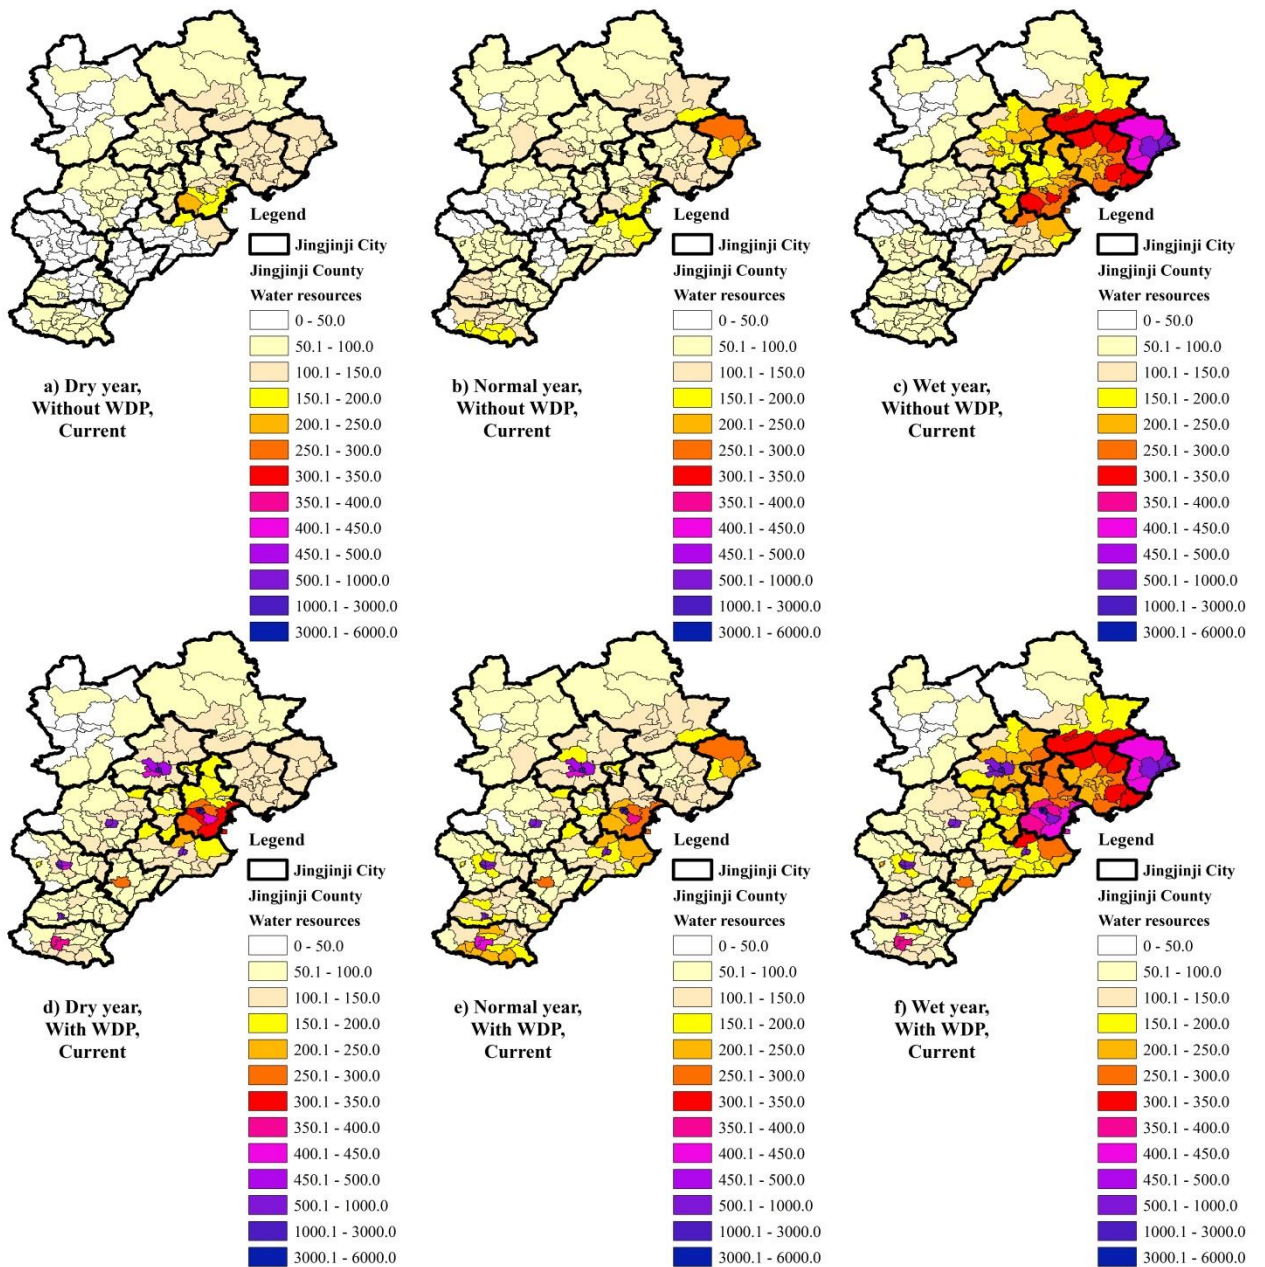 Legend
Jingjinji City
Jingjinji County
Water resources
0 - 50.0
50.1 - 100.0
100.1 - 150.0
150.1 - 200.0
200.1 - 250.0
250.1 - 300.0
300.1 - 350.0
350.1 - 400.0
400.1 - 450.0
450.1 - 500.0
500.1 - 1000.0
1000.1 - 3000.0
3000.1 - 6000.0
a) Dry year,
Without WDP,
Current
Legend
Jingjinji City
Jingjinji County
Water resources
0 - 50.0
50.1 - 100.0
100.1 - 150.0
150.1 - 200.0
200.1 - 250.0
250.1 - 300.0
300.1 - 350.0
350.1 - 400.0
400.1 - 450.0
450.1 - 500.0
500.1 - 1000.0
1000.1 - 3000.0
3000.1 - 6000.0
b) Normal year,
Without WDP,
Current
Legend
Jingjinji City
Jingjinji County
Water resources
0 - 50.0
50.1 - 100.0
100.1 - 150.0
150.1 - 200.0
200.1 - 250.0
250.1 - 300.0
300.1 - 350.0
350.1 - 400.0
400.1 - 450.0
450.1 - 500.0
500.1 - 1000.0
1000.1 - 3000.0
3000.1 - 6000.0
c) Wet year,
Without WDP,
Current
Legend
Jingjinji City
Jingjinji County
Water resources
0 - 50.0
50.1 - 100.0
100.1 - 150.0
150.1 - 200.0
200.1 - 250.0
250.1 - 300.0
300.1 - 350.0
350.1 - 400.0
400.1 - 450.0
450.1 - 500.0
500.1 - 1000.0
1000.1 - 3000.0
3000.1 - 6000.0
d) Dry year,
With WDP,
Current
Legend
Jingjinji City
Jingjinji County
Water resources
0 - 50.0
50.1 - 100.0
100.1 - 150.0
150.1 - 200.0
200.1 - 250.0
250.1 - 300.0
300.1 - 350.0
350.1 - 400.0
400.1 - 450.0
450.1 - 500.0
500.1 - 1000.0
1000.1 - 3000.0
3000.1 - 6000.0
e) Normal year,
With WDP,
Current
Legend
Jingjinji City
Jingjinji County
Water resources
0 - 50.0
50.1 - 100.0
100.1 - 150.0
150.1 - 200.0
200.1 - 250.0
250.1 - 300.0
300.1 - 350.0
350.1 - 400.0
400.1 - 450.0
450.1 - 500.0
500.1 - 1000.0
1000.1 - 3000.0
3000.1 - 6000.0
f) Wet year,
With WDP,
Current